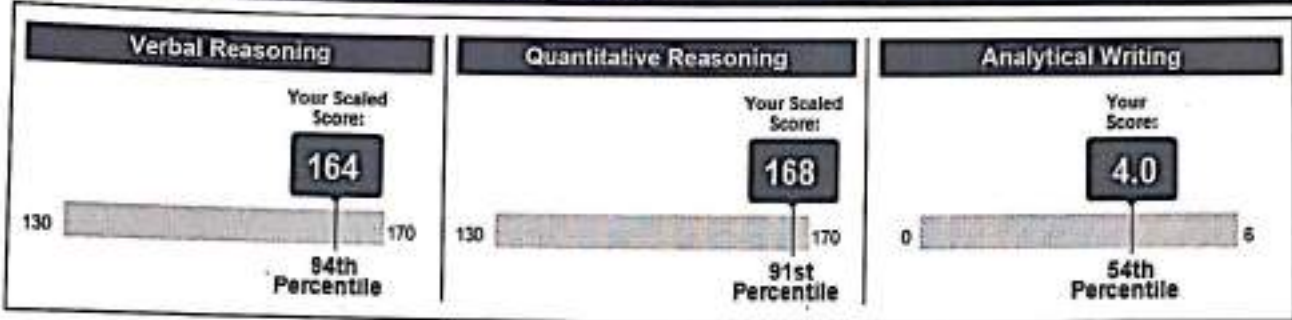 Verbal Reasoning
Your Scaled
Score:
164
130
170
94th
Percentile
Quantitative Reasoning
Your Scaled
Score:
168
130
170
91st
Percentile
Analytical Writing
Your
Score:
4.0
0
6
54th
Percentile